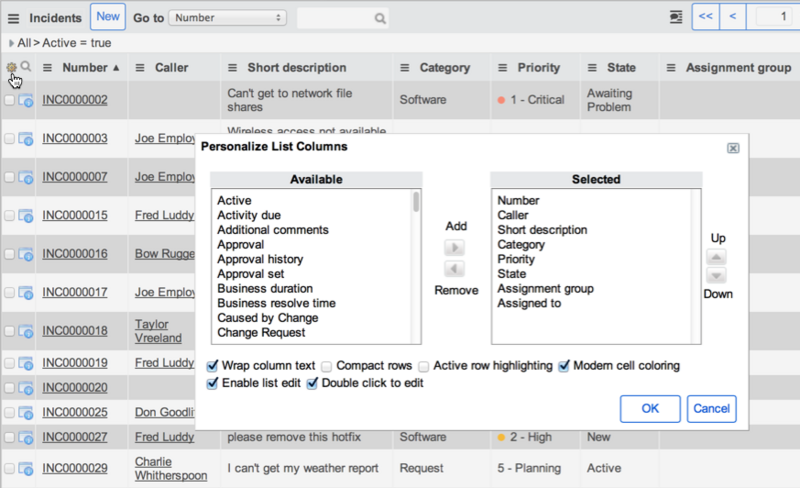 Incidents New Go to Number << < 1
All > Active = true
Number ▲ Caller Short description Category Priority State Assignment group
INC0000002 Can't get to network file shares Software 1 - Critical Awaiting Problem
INC0000003 Joe Employ Wireless access not available
Personalize List Columns
INC0000007 Joe Employ
INC0000015 Fred Luddy
INC0000016 Bow Rugge
INC0000017 Joe Employ
INC0000018 Taylor Vreeland
INC0000019 Fred Luddy
INC0000020
INC0000025 Don Goodli
Available
Active
Activity due
Additional comments
Approval
Approval history
Approval set
Business duration
Business resolve time
Caused by Change
Change Request
Add
Remove
Selected
Number
Caller
Short description
Category
Priority
State
Assignment group
Assigned to
Up
Down
Wrap column text Compact rows Active row highlighting Modern cell coloring
Enable list edit Double click to edit
OK Cancel
INC0000027 Fred Luddy please remove this hotfix Software 2 - High New
INC0000029 Charlie Whitherspoon I can't get my weather report Request 5 - Planning Active